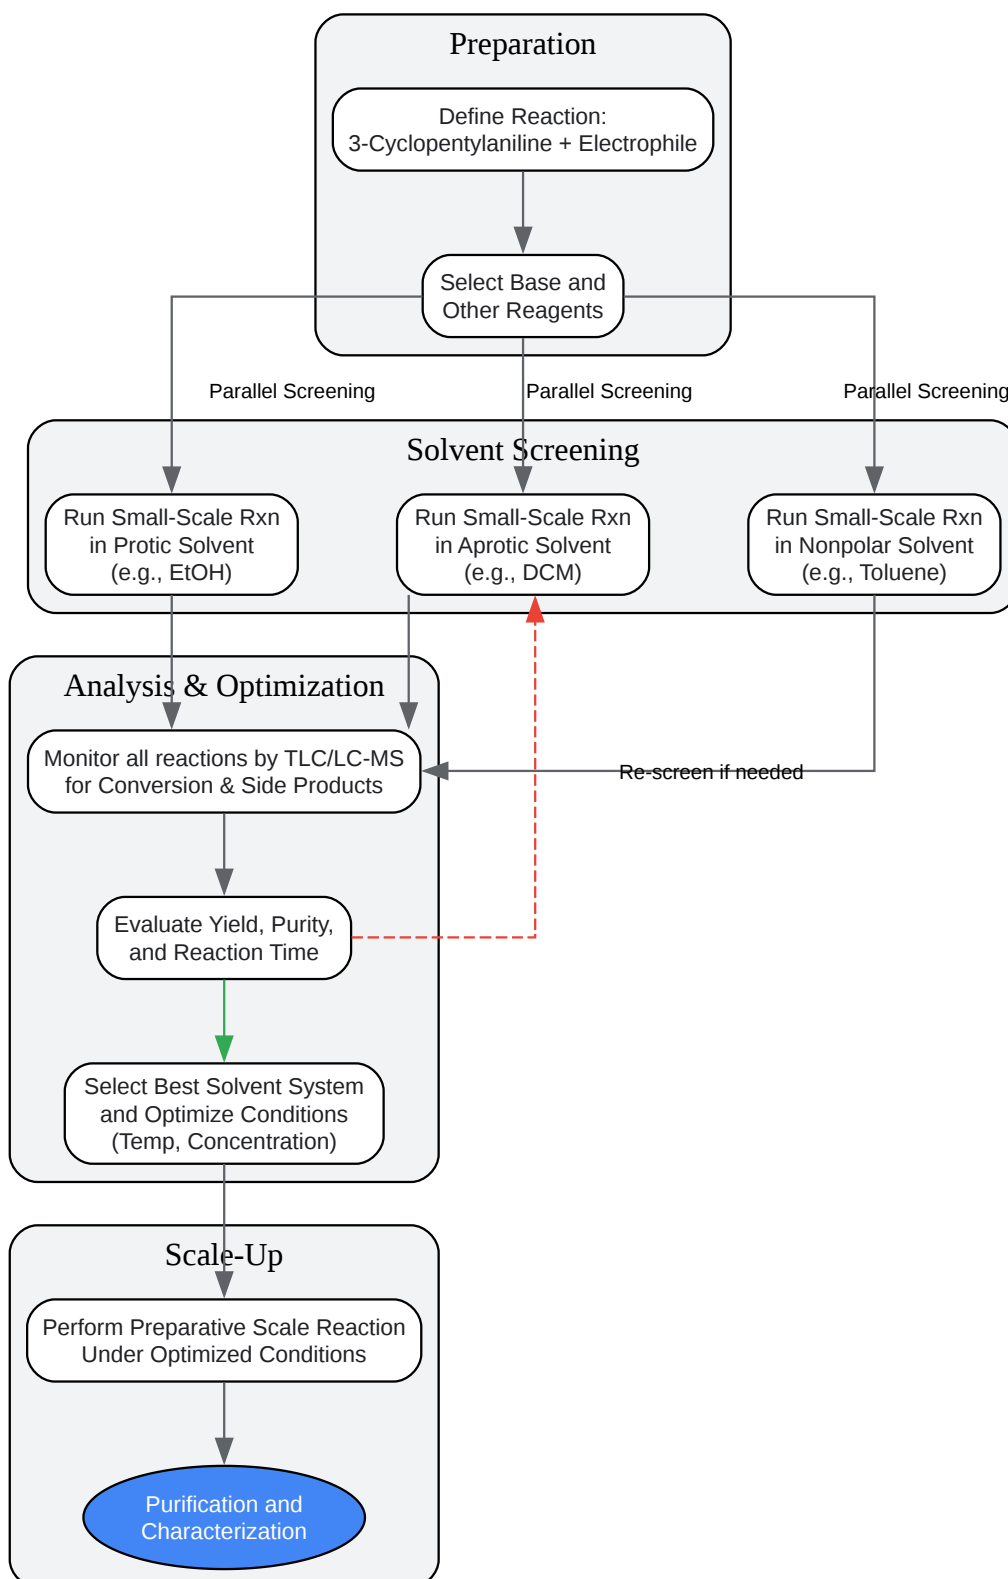 Preparation
Define Reaction:
3-Cyclopentylaniline + Electrophile
Select Base and
Other Reagents
Parallel Screening
Parallel Screening
Parallel Screening
Solvent Screening
Run Small-Scale Rxn
in Protic Solvent
(e.g., EtOH)
Run Small-Scale Rxn
in Aprotic Solvent
(e.g., DCM)
Run Small-Scale Rxn
in Nonpolar Solvent
(e.g., Toluene)
Analysis & Optimization
Monitor all reactions by TLC/LC-MS
for Conversion & Side Products
Re-screen if needed
Evaluate Yield, Purity,
and Reaction Time
Select Best Solvent System
and Optimize Conditions
(Temp, Concentration)
Scale-Up
Perform Preparative Scale Reaction
Under Optimized Conditions
Purification and
Characterization